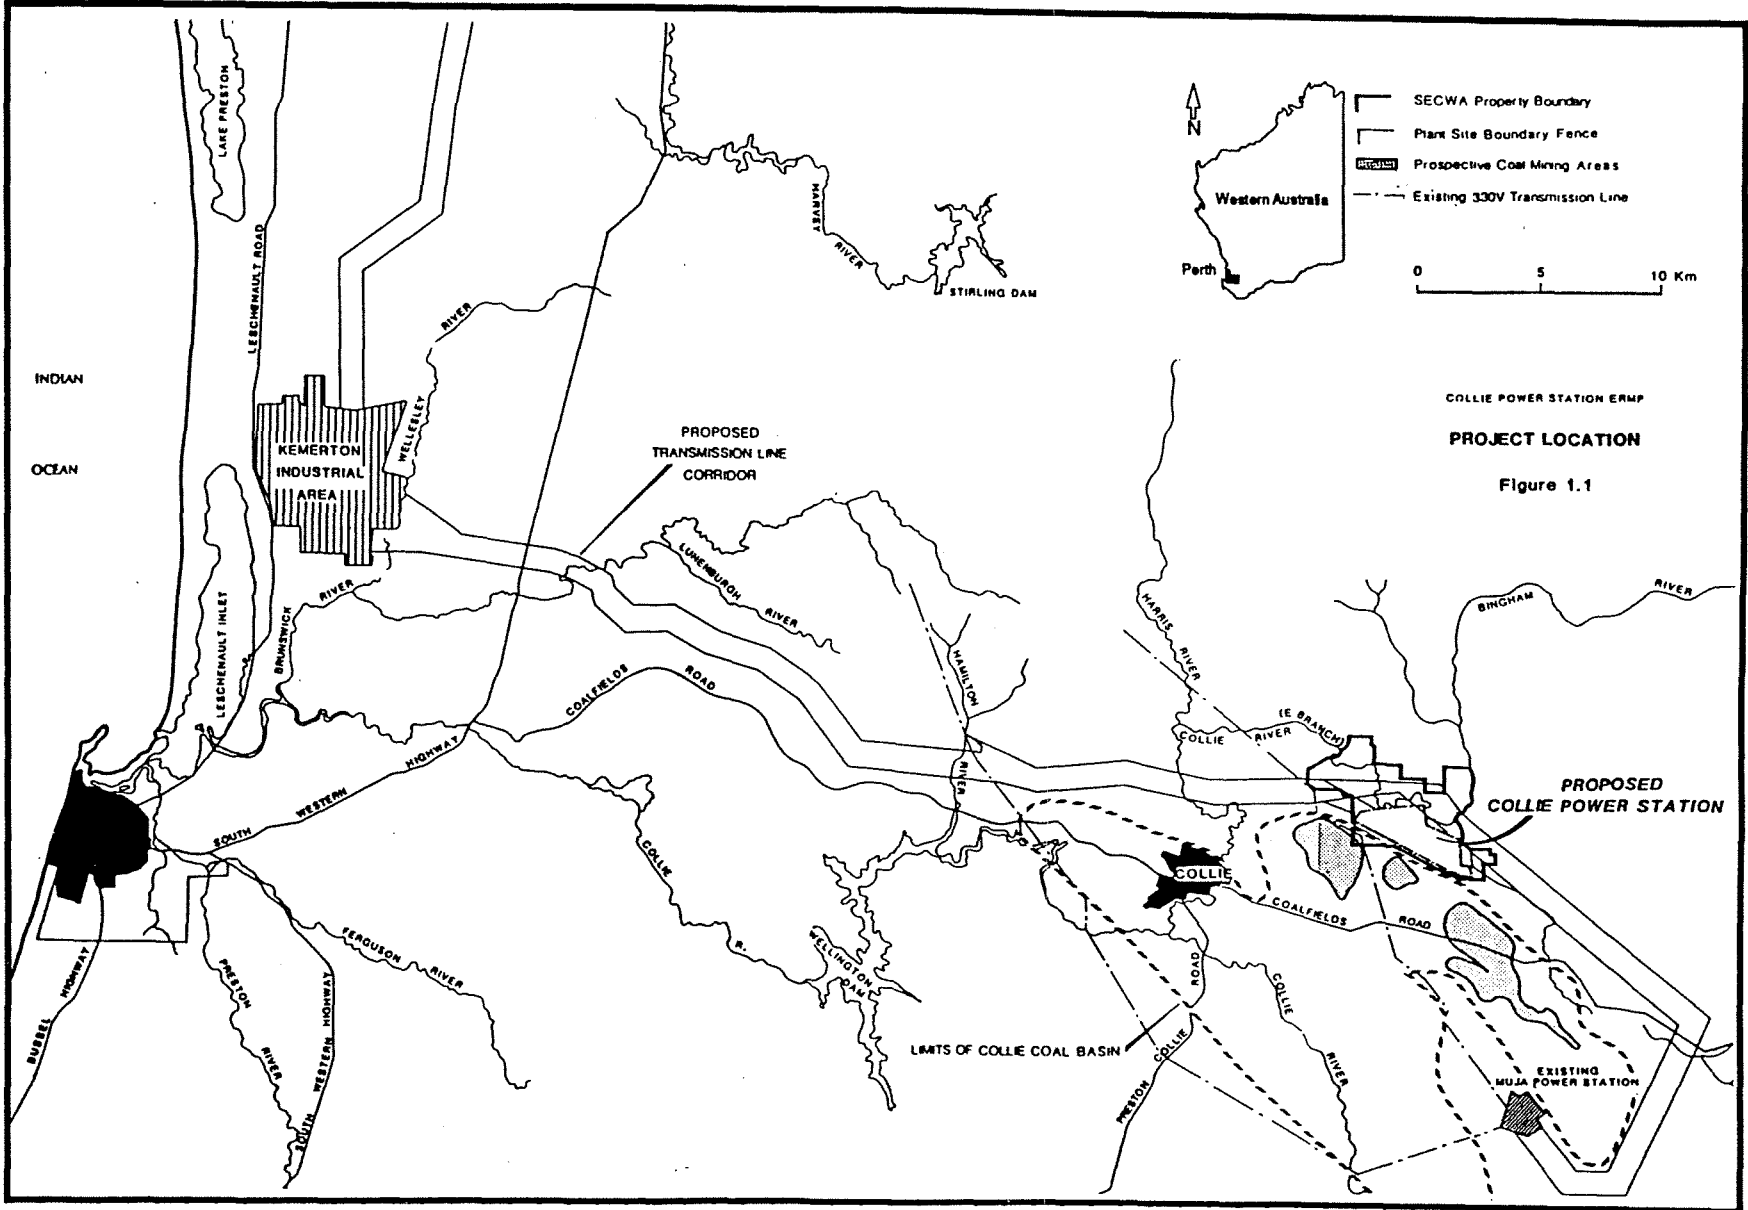 LAKE PRESTON
LESCHENAULT ROAD
INDIAN
OCEAN
HARVEY
RIVER
STIRLING DAM
N
Western Australia
Perth
SECWA Property Boundary
Plant Site Boundary Fence
Prospective Coal Mining Areas
Existing 330V Transmission Line
0
5
10 Km
COLLIE POWER STATION ERMP
PROJECT LOCATION
Figure 1.1
RIVER
WELLESLEY
KEMERTON
INDUSTRIAL
AREA
PROPOSED
TRANSMISSION LINE
CORRIDOR
LUNENBURGH
RIVER
LESCHENAULT INLET
BRUNSWICK
RIVER
COALFIELDS
ROAD
HAMILTON
RIVER
HARRIS
RIVER
BINGHAM
RIVER
COLLIE
RIVER
(E BRANCH)
PROPOSED
COLLIE POWER STATION
SOUTH
WESTERN
HIGHWAY
COLLIE
R.
WELLINGTON
DAM
COLLIE
COALFIELDS
ROAD
FERGUSON
RIVER
PRESTON
RIVER
SOUTH
WESTERN HIGHWAY
BUSSEL
HIGHWAY
LIMITS OF COLLIE COAL BASIN
PRESTON
COLLIE
ROAD
COLLIE
RIVER
EXISTING
MUJA POWER STATION